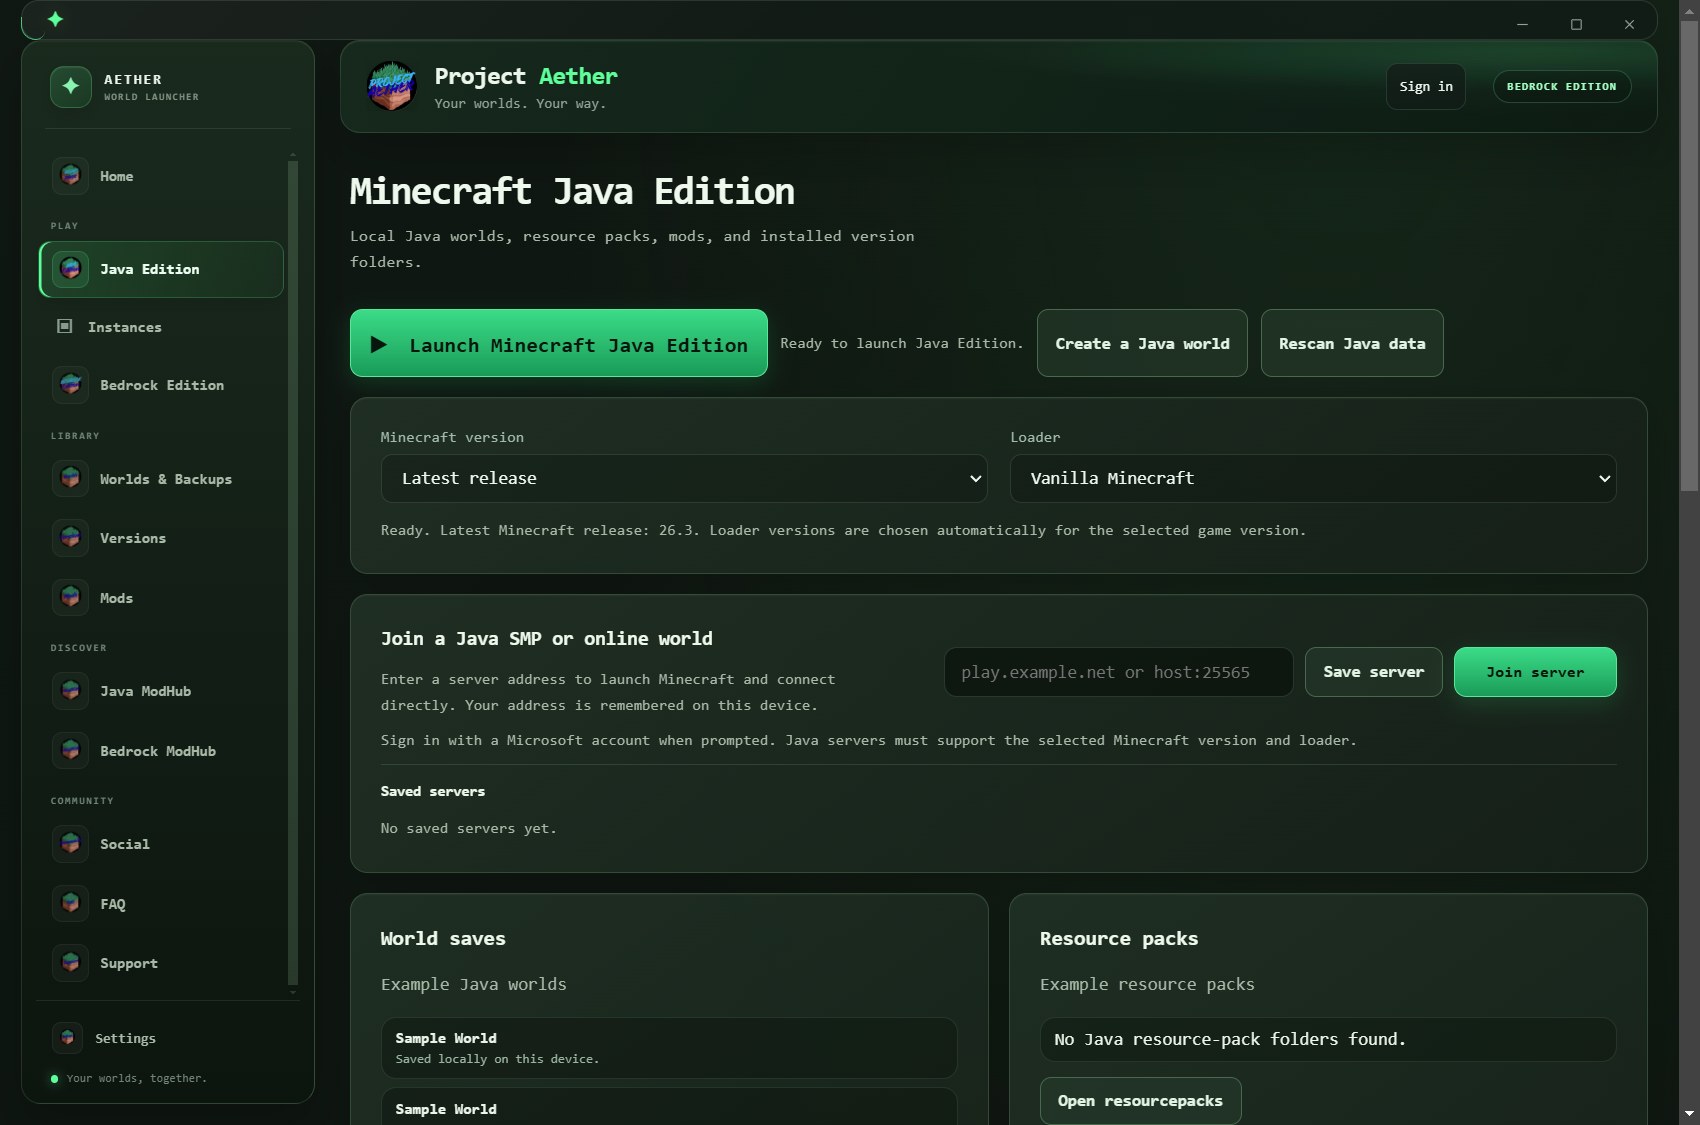 AETHER
WORLD LAUNCHER
Home
PLAY
Java Edition
Instances
Bedrock Edition
LIBRARY
Worlds & Backups
Versions
Mods
DISCOVER
Java ModHub
Bedrock ModHub
COMMUNITY
Social
FAQ
Support
Settings
Your worlds, together.
PROJECT
AETHER
Project Aether
Your worlds. Your way.
Sign in
BEDROCK EDITION
Minecraft Java Edition
Local Java worlds, resource packs, mods, and installed version
folders.
Launch Minecraft Java Edition
Ready to launch Java Edition.
Create a Java world
Rescan Java data
Minecraft version
Latest release
Loader
Vanilla Minecraft
Ready. Latest Minecraft release: 26.3. Loader versions are chosen automatically for the selected game version.
Join a Java SMP or online world
Enter a server address to launch Minecraft and connect
directly. Your address is remembered on this device.
play.example.net or host:25565
Save server
Join server
Sign in with a Microsoft account when prompted. Java servers must support the selected Minecraft version and loader.
Saved servers
No saved servers yet.
World saves
Example Java worlds
Sample World
Saved locally on this device.
Sample World
Resource packs
Example resource packs
No Java resource-pack folders found.
Open resourcepacks